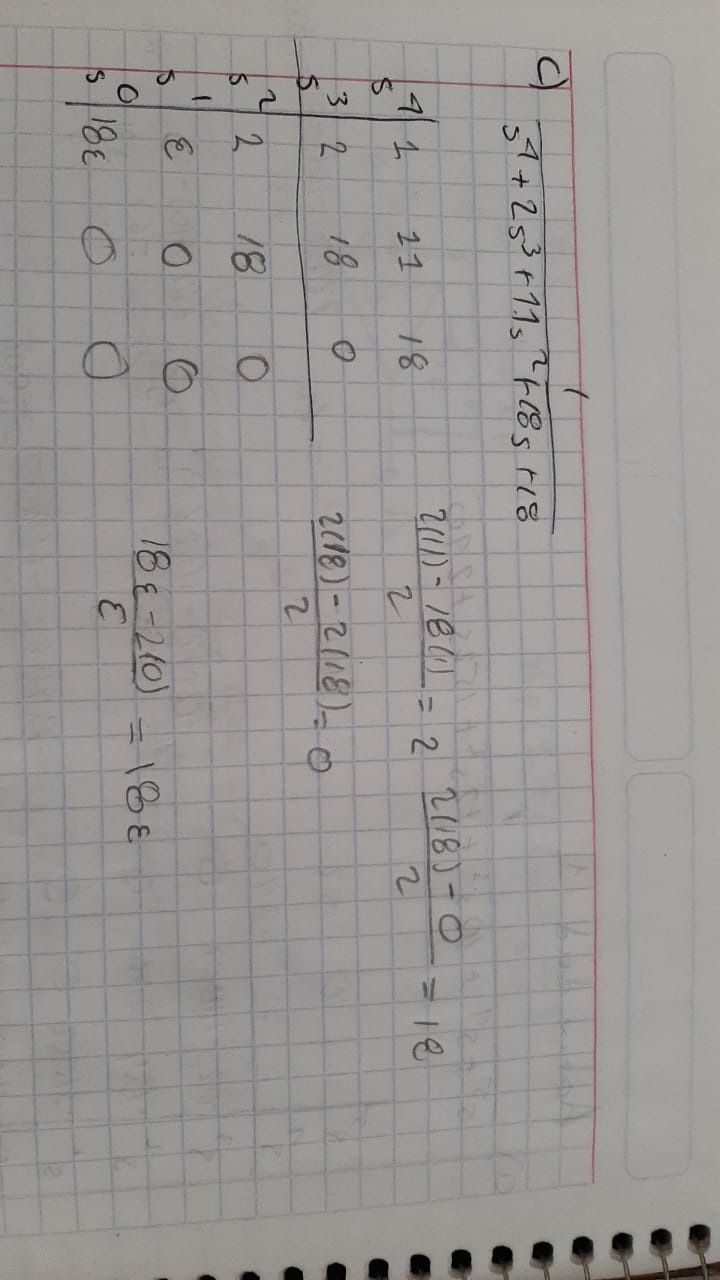 c) 1
s⁴ + 2s³ + 11s² + 18s + 18
s⁴ 1 11 18
2(11) - 18(1) / 2 = 2
2(18) - 0 / 2 = 18
s³ 2 18 0
2(18) - 2(18) / 2 = 0
s² 2 18 0
s¹ ε 0 0
18ε - 2(0) / ε = 18ε
s⁰ 18ε 0 0